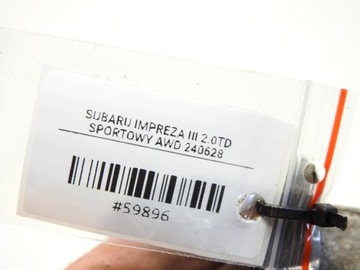 SUBARU IMPREZA III 2.0TD
SPORTOWY AWD 240628
#59896